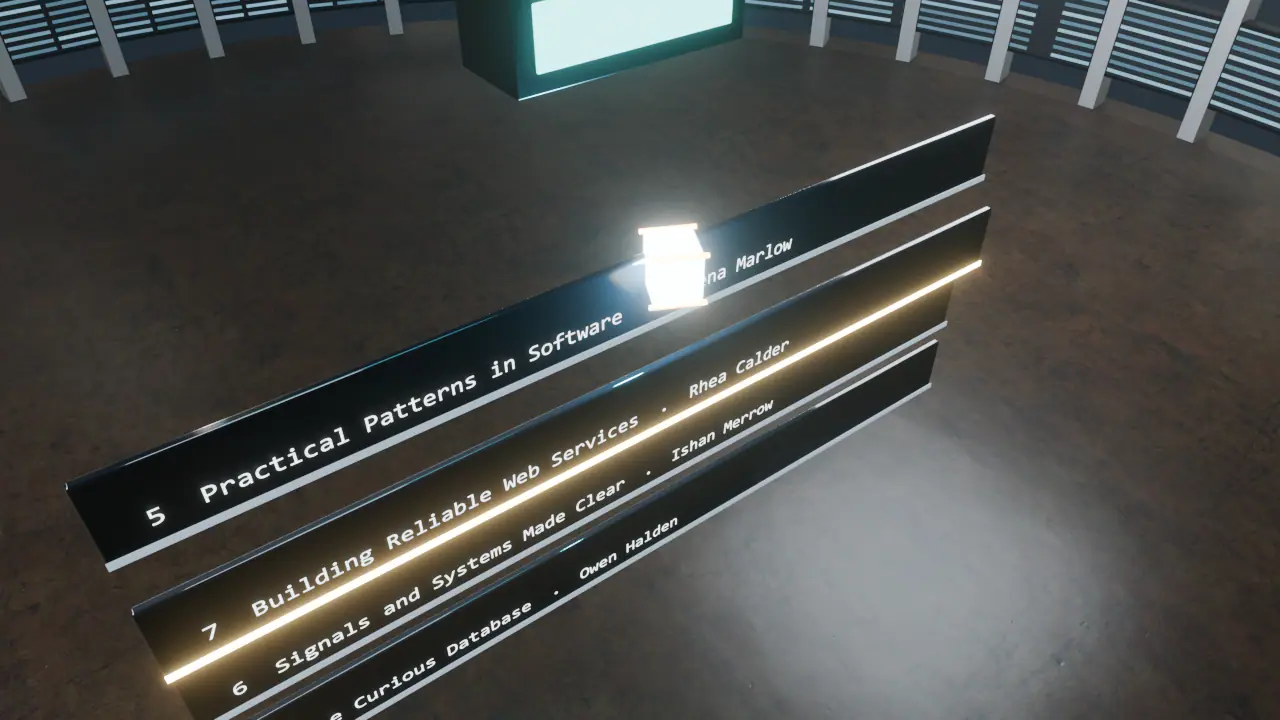 5 Practical Patterns in Software Marlow
7 Building Reliable Web Services · Rhea Calder
6 Signals and Systems Made Clear · Ishan Merrow
Curious Database · Owen Halden